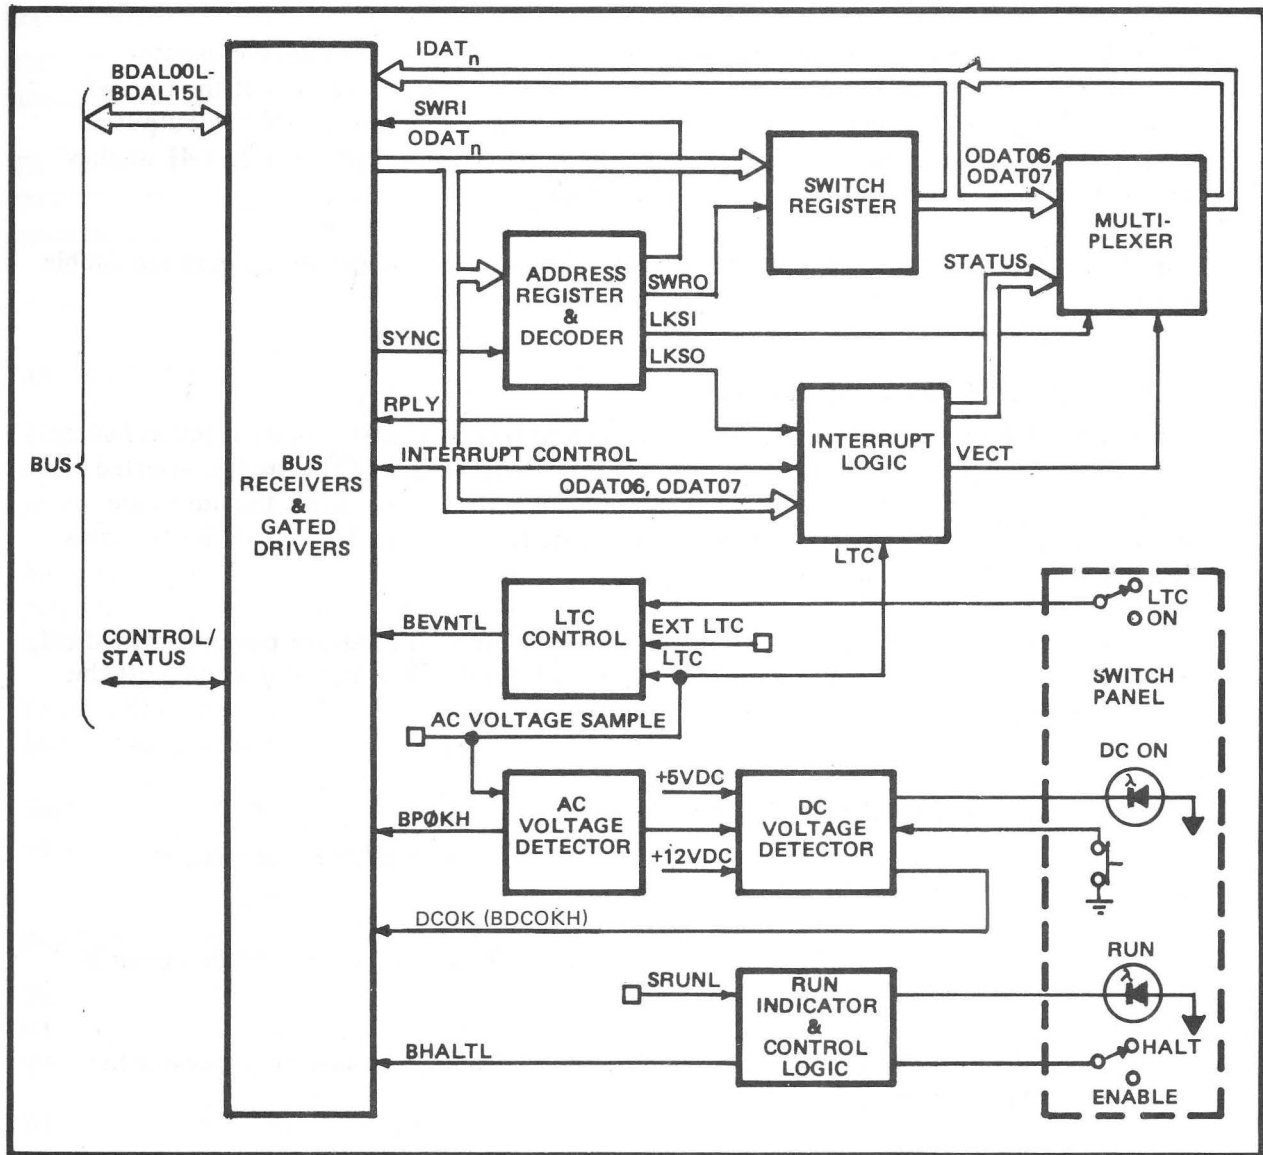 BDAL00L-
BDAL15L
IDATn
SWRI
ODATn
SWITCH
REGISTER
ODAT06,
ODAT07
MULTI-
PLEXER
ADDRESS
REGISTER
&
DECODER
SWRO
STATUS
LKSI
SYNC
LKSO
RPLY
INTERRUPT
LOGIC
VECT
BUS
BUS
RECEIVERS
&
GATED
DRIVERS
INTERRUPT CONTROL
ODAT06, ODAT07
LTC
LTC
CONTROL
BEVNTL
EXT LTC
LTC
LTC
ON
CONTROL/
STATUS
SWITCH
PANEL
AC VOLTAGE SAMPLE
DC ON
λ
+5VDC
AC
VOLTAGE
DETECTOR
DC
VOLTAGE
DETECTOR
BPØKH
+12VDC
DCOK (BDCOKH)
RUN
λ
SRUNL
RUN
INDICATOR
&
CONTROL
LOGIC
BHALTL
HALT
ENABLE